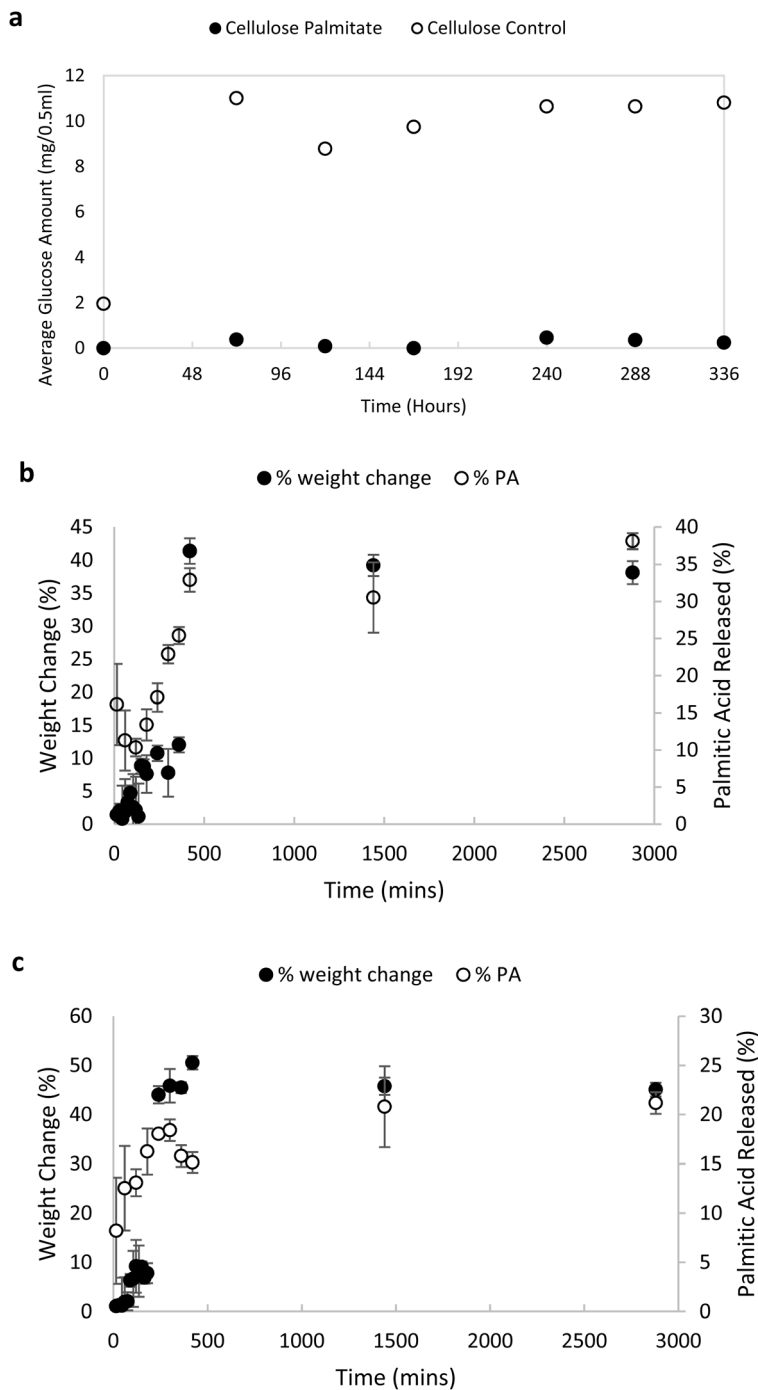 a
Cellulose Palmitate Cellulose Control
Average Glucose Amount (mg/0.5ml)
12
10
8
6
4
2
0
0 48 96 144 192 240 288 336
Time (Hours)
b
% weight change % PA
Weight Change (%)
45
40
35
30
25
20
15
10
5
0
40
35
30
25
20
15
10
5
0
Palmitic Acid Released (%)
0 500 1000 1500 2000 2500 3000
Time (mins)
c
% weight change % PA
Weight Change (%)
60
50
40
30
20
10
0
30
25
20
15
10
5
0
Palmitic Acid Released (%)
0 500 1000 1500 2000 2500 3000
Time (mins)